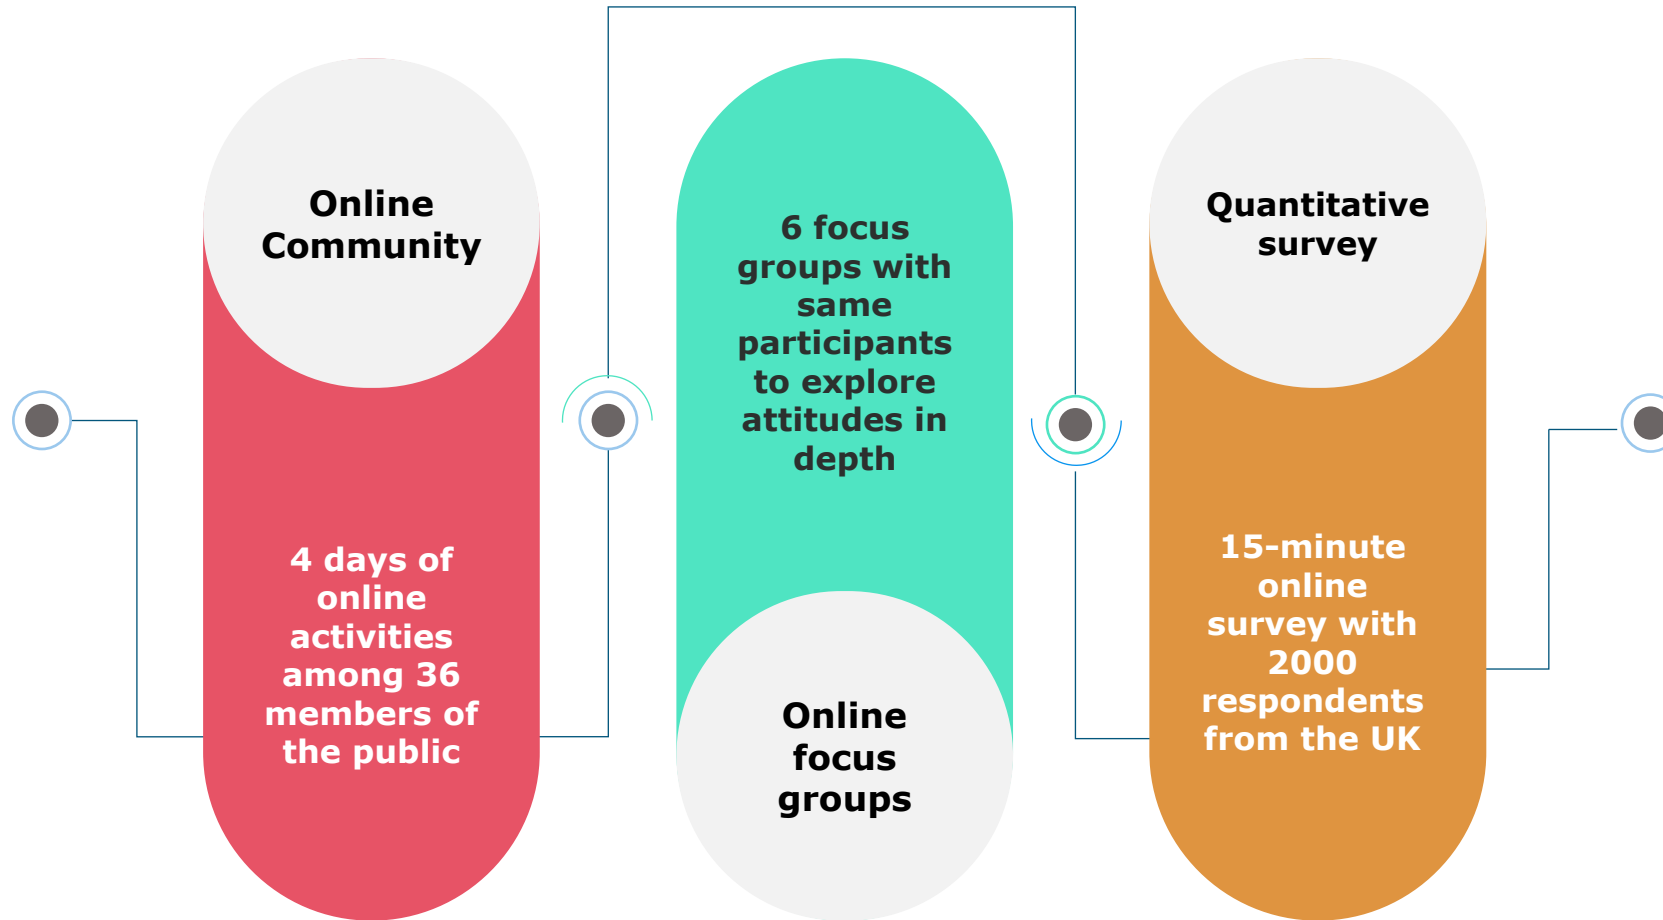 Online
Community
4 days of
online
activities
among 36
members of
the public
6 focus
groups with
same
participants
to explore
attitudes in
depth
Online
focus
groups
Quantitative
survey
15-minute
online
survey with
2000
respondents
from the UK